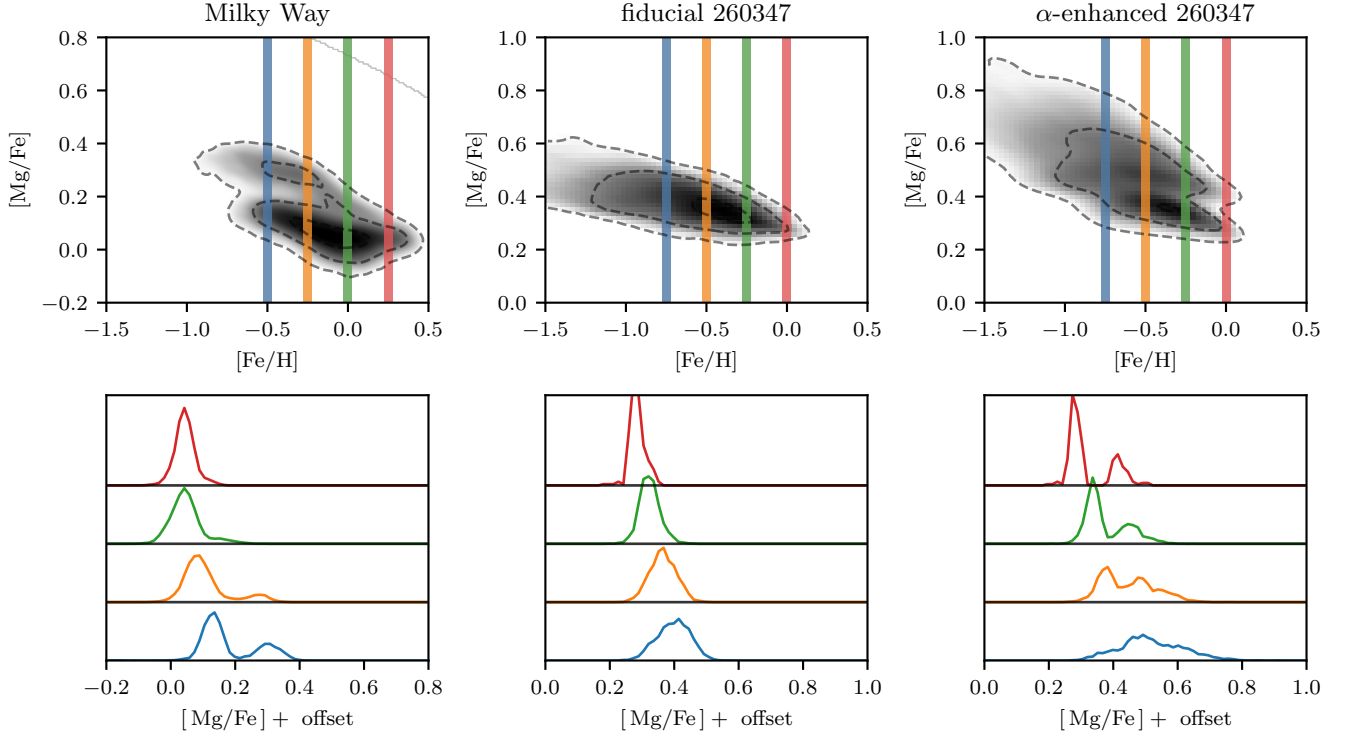 Milky Way
fiducial 260347
α-enhanced 260347
0.8
0.6
0.4
0.2
0.0
−0.2
[Mg/Fe]
−1.5 −1.0 −0.5 0.0 0.5
[Fe/H]
1.0
0.8
0.6
0.4
0.2
0.0
[Mg/Fe]
−1.5 −1.0 −0.5 0.0 0.5
[Fe/H]
1.0
0.8
0.6
0.4
0.2
0.0
[Mg/Fe]
−1.5 −1.0 −0.5 0.0 0.5
[Fe/H]
−0.2 0.0 0.2 0.4 0.6 0.8
[Mg/Fe] + offset
0.0 0.2 0.4 0.6 0.8 1.0
[Mg/Fe] + offset
0.0 0.2 0.4 0.6 0.8 1.0
[Mg/Fe] + offset